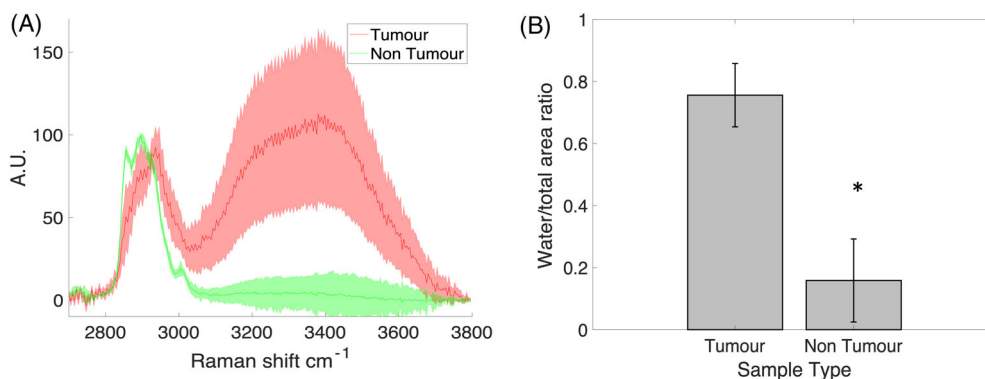 (A)
Tumour
Non Tumour
150
100
50
0
A.U.
2800 3000 3200 3400 3600 3800
Raman shift cm⁻¹
(B)
1
0.8
0.6
0.4
0.2
0
Water/total area ratio
*
Tumour Non Tumour
Sample Type